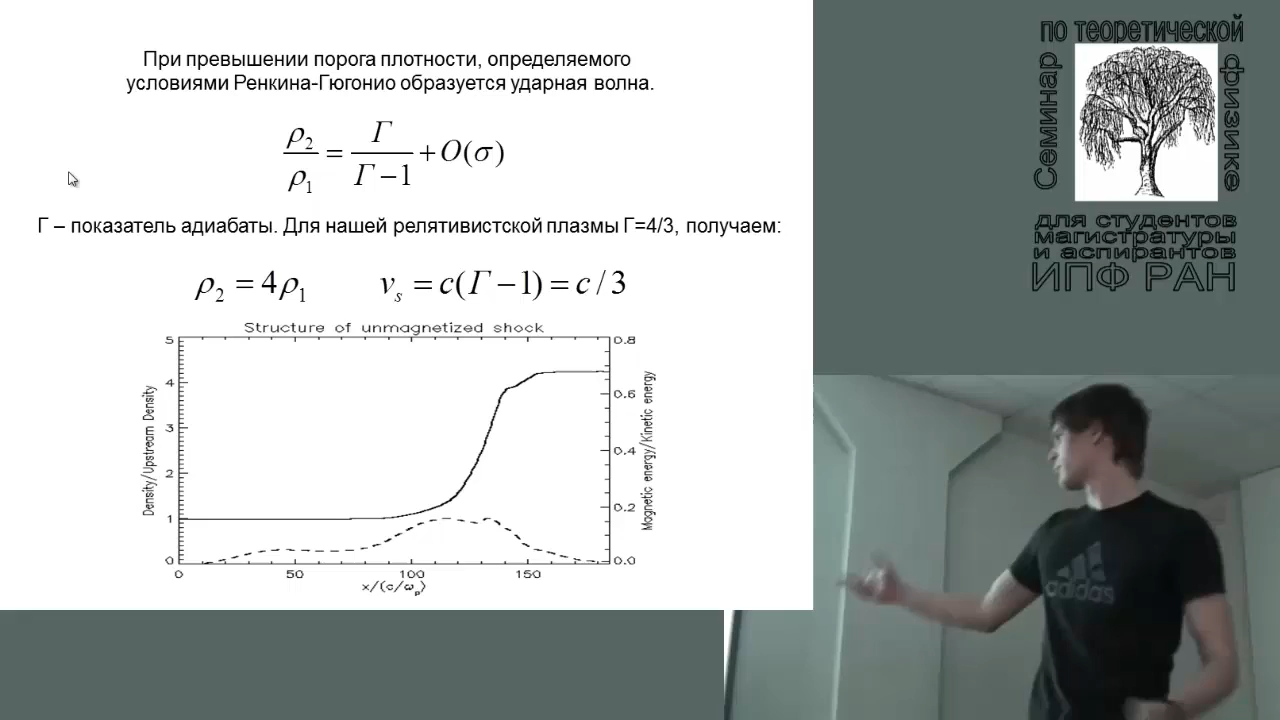 При превышении порога плотности, определяемого
условиями Ренкина-Гюгонио образуется ударная волна.
ρ₂/ρ₁ = Γ/(Γ−1) + O(σ)
Г – показатель адиабаты. Для нашей релятивистской плазмы Г=4/3, получаем:
ρ₂ = 4ρ₁
vₛ = c(Γ−1) = c/3
Structure of unmagnetized shock
Density/Upstream Density
5
4
3
2
1
0
0.8
0.6
0.4
0.2
0.0
Magnetic energy/Kinetic energy
0 50 100 150
x/(c/ωₚ)
Семинар
по теоретической
физике
для студентов
магистратуры
и аспирантов
ИПФ РАН
adidas